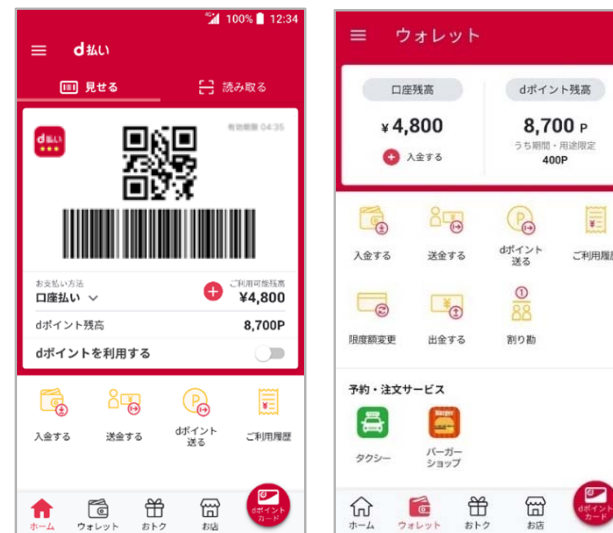 4G 100% 12:34
d払い
見せる 読み取る
d払い
有効期限 04:35
お支払い方法 ご利用可能残高
口座払い ¥4,800
dポイント残高 8,700P
dポイントを利用する
入金する 送金する dポイント
送る ご利用履歴
ホーム ウォレット おトク お店 dポイント
カード
ウォレット
口座残高 dポイント残高
¥4,800 8,700 P
入金する うち期間・用途限定
400P
入金する 送金する dポイント
送る ご利用履歴
限度額変更 出金する 割り勘
予約・注文サービス
Burger
タクシー バーガー
ショップ
ホーム ウォレット おトク お店 dポイント
カード